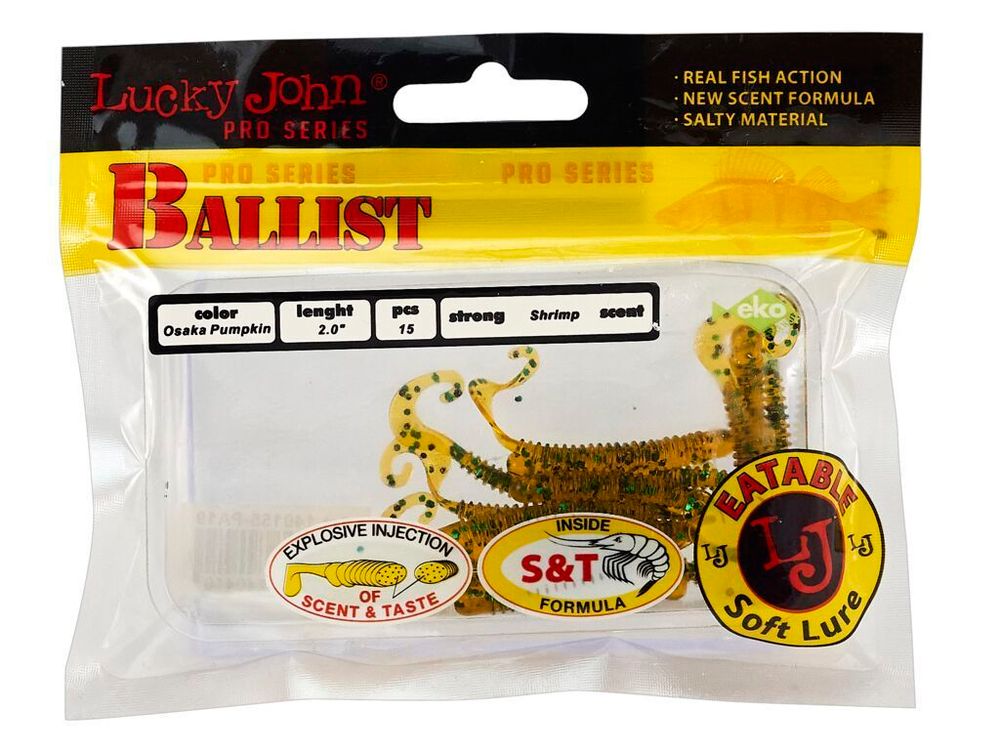 Lucky John®
PRO SERIES
· REAL FISH ACTION
· NEW SCENT FORMULA
· SALTY MATERIAL
PRO SERIES PRO SERIES
BALLIST
color
Osaka Pumpkin
lenght
2.0"
pcs
15
strong Shrimp scent
eko
EXPLOSIVE INJECTION
OF
SCENT & TASTE
INSIDE
S&T
FORMULA
EATABLE
LJ
LJ
LJ
Soft Lure